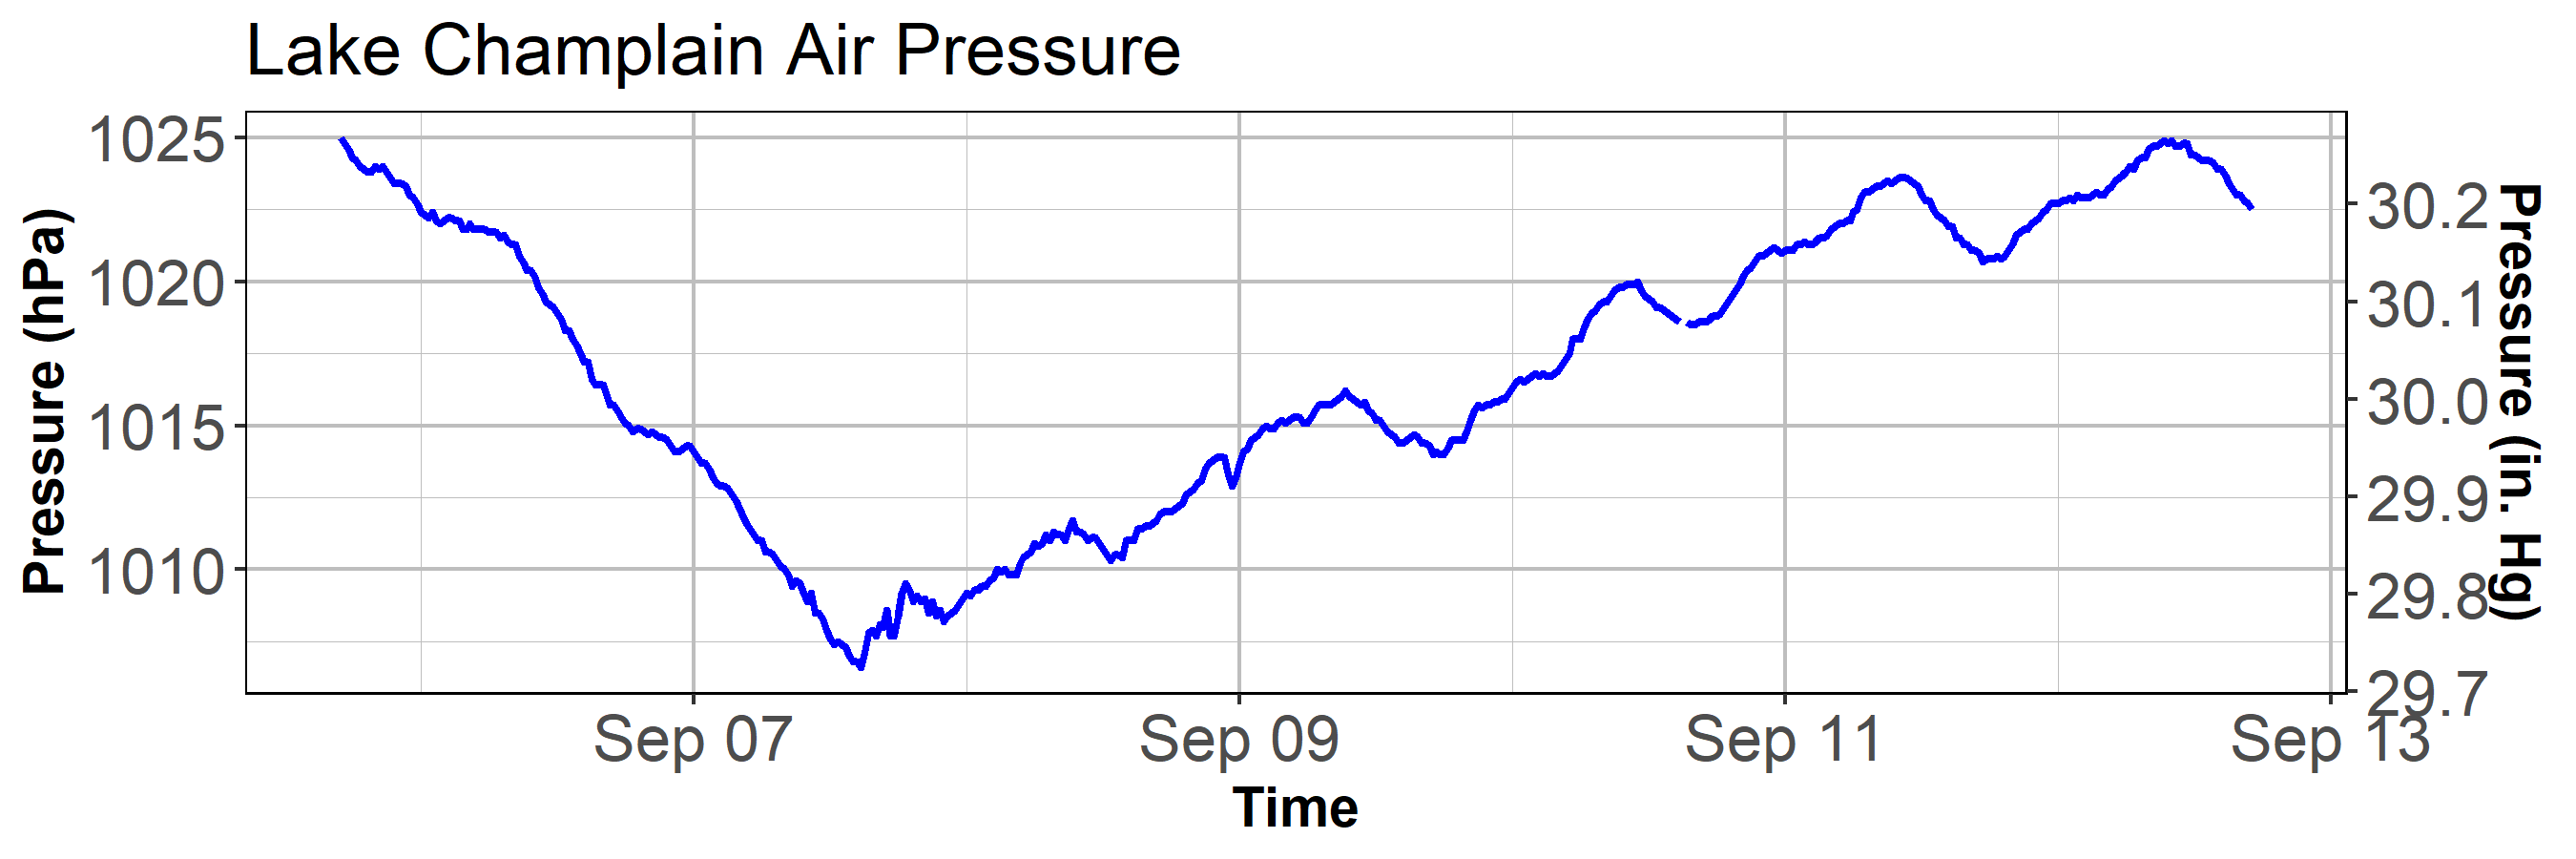 Lake Champlain Air Pressure
Pressure (hPa)
1025
1020
1015
1010
30.2
30.1
30.0
29.9
29.8
29.7
Pressure (in. Hg)
Sep 07 Sep 09 Sep 11 Sep 13
Time